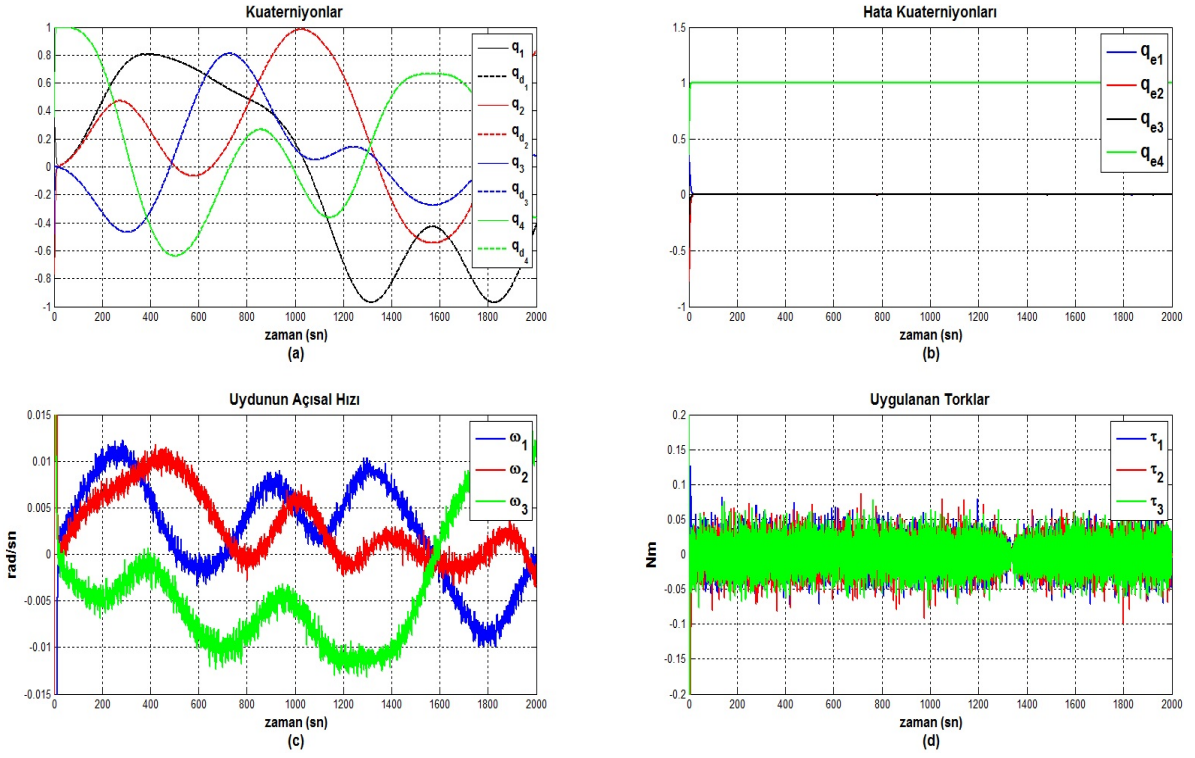 Kuaterniyonlar
1
0.8
0.6
0.4
0.2
0
-0.2
-0.4
-0.6
-0.8
-1
0 200 400 600 800 1000 1200 1400 1600 1800 2000
q1
qd1
q2
qd2
q3
qd3
q4
qd4
zaman (sn)
(a)
Hata Kuaterniyonları
1.5
1
0.5
0
-0.5
-1
0 200 400 600 800 1000 1200 1400 1600 1800 2000
qe1
qe2
qe3
qe4
zaman (sn)
(b)
Uydunun Açısal Hızı
rad/sn
0.015
0.01
0.005
0
-0.005
-0.01
-0.015
0 200 400 600 800 1000 1200 1400 1600 1800 2000
ω1
ω2
ω3
zaman (sn)
(c)
Uygulanan Torklar
Nm
0.2
0.15
0.1
0.05
0
-0.05
-0.1
-0.15
-0.2
0 200 400 600 800 1000 1200 1400 1600 1800 2000
τ1
τ2
τ3
zaman (sn)
(d)